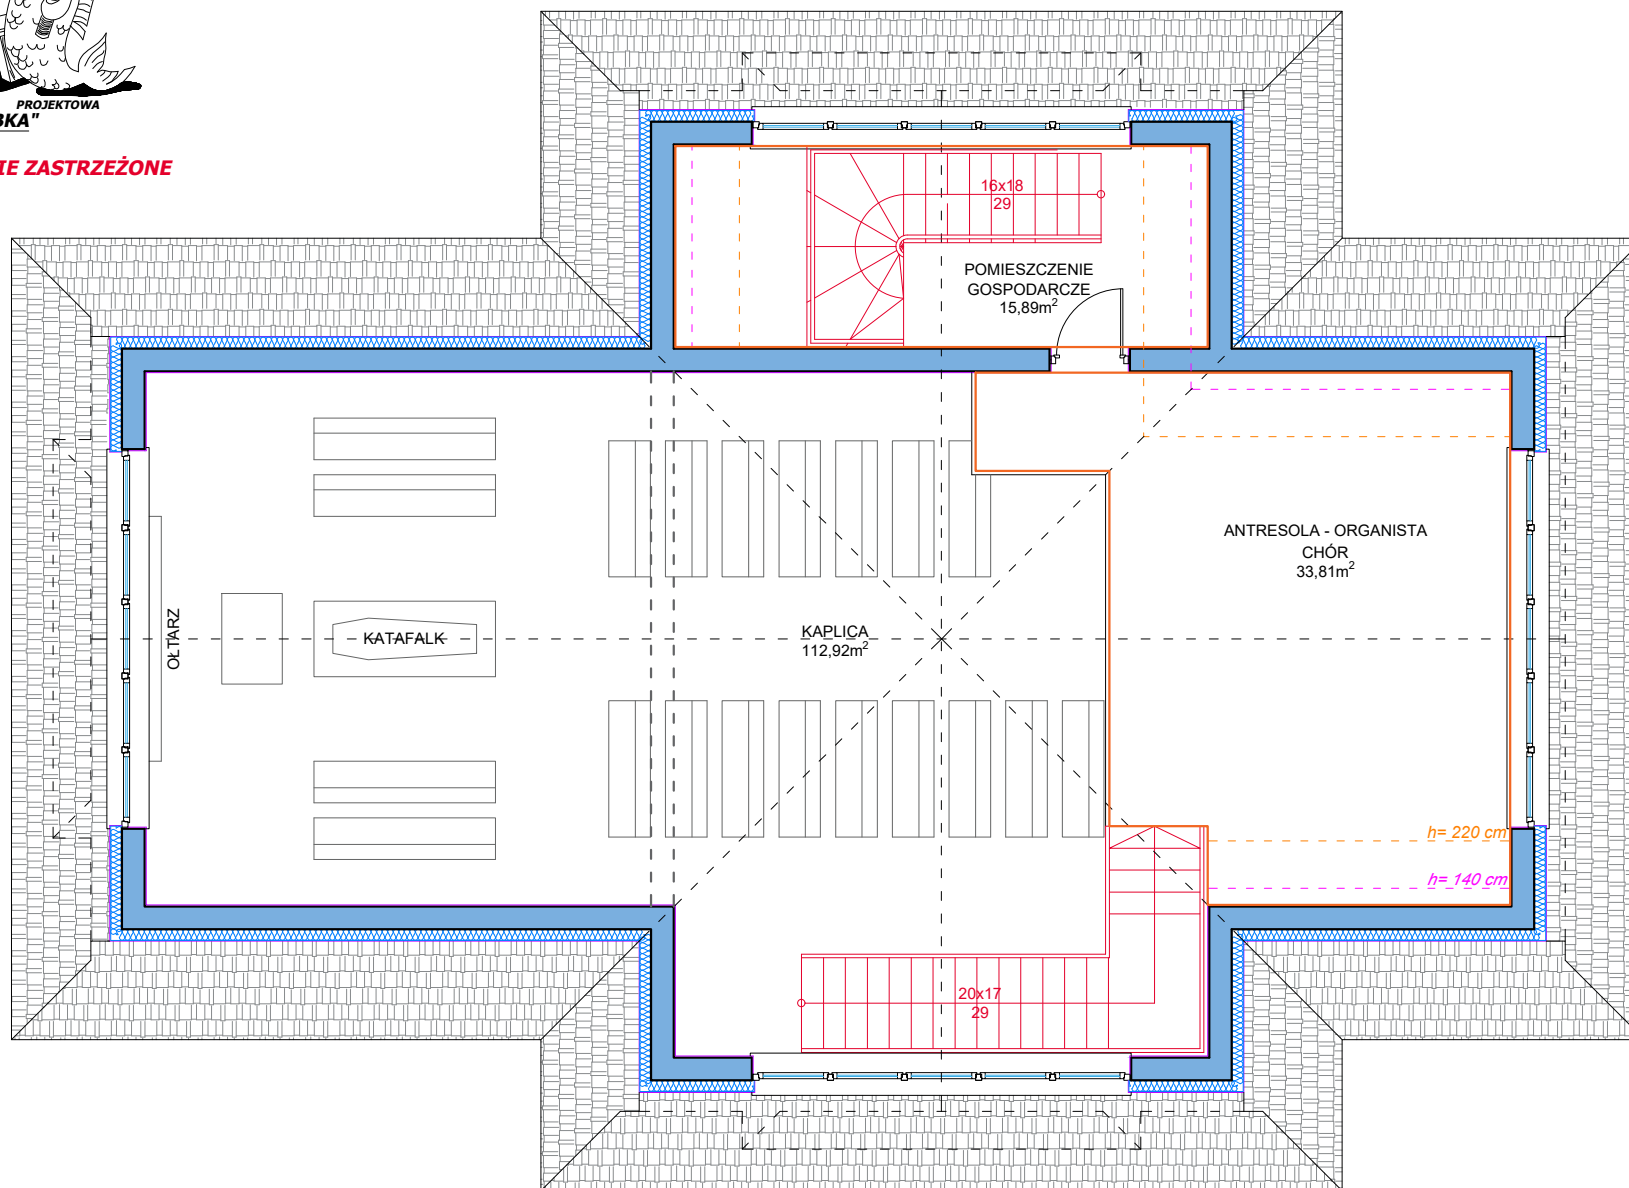 PROJEKTOWA
BKA"
IE ZASTRZEŻONE
16x18
29
POMIESZCZENIE
GOSPODARCZE
15,89m²
ANTRESOLA - ORGANISTA
CHÓR
33,81m²
OŁTARZ
KATAFALK
KAPLICA
112,92m²
h= 220 cm
h= 140 cm
20x17
29